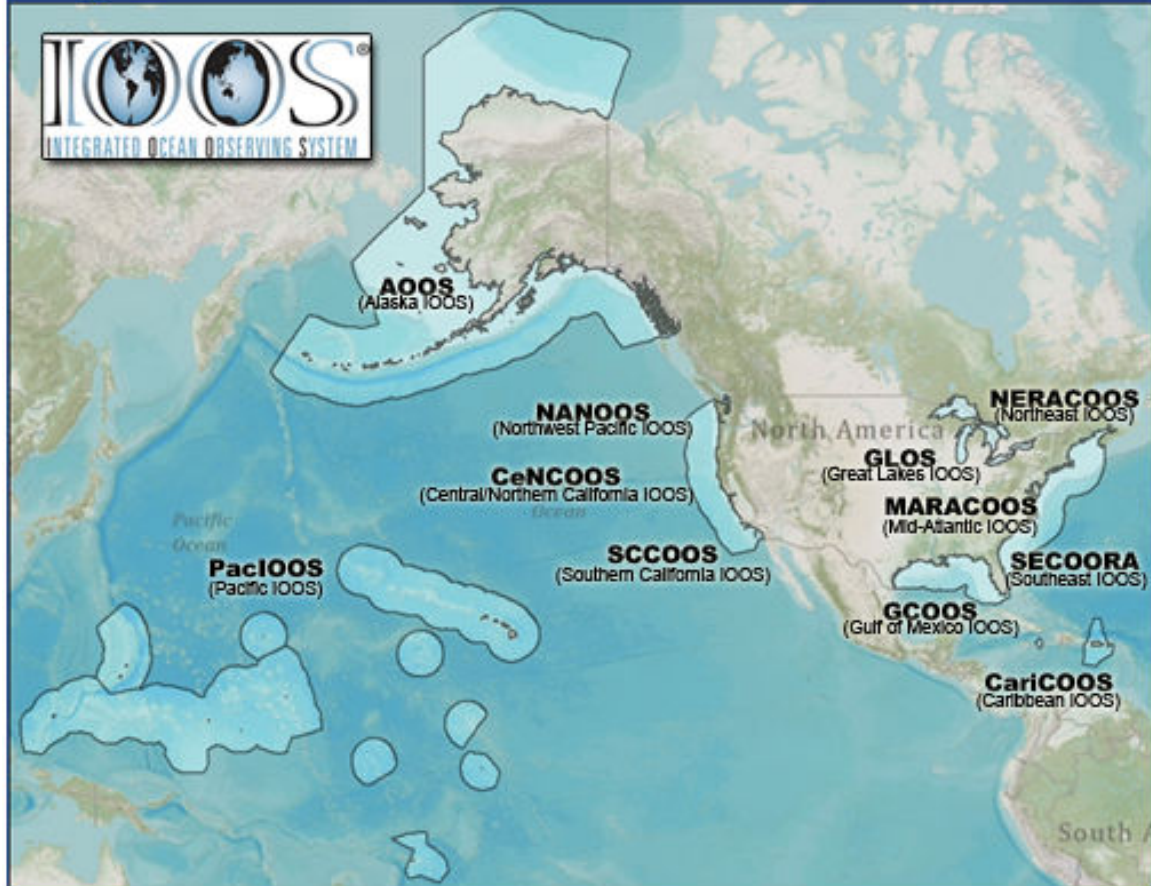 IOOS®
INTEGRATED OCEAN OBSERVING SYSTEM
AOOS
(Alaska IOOS)
NANOOS
(Northwest Pacific IOOS)
NERACOOS
(Northeast IOOS)
North America
GLOS
(Great Lakes IOOS)
CeNCOOS
(Central/Northern California IOOS)
Ocean
MARACOOS
(Mid-Atlantic IOOS)
Pacific
Ocean
PacIOOS
(Pacific IOOS)
SCCOOS
(Southern California IOOS)
SECOORA
(Southeast IOOS)
GCOOS
(Gulf of Mexico IOOS)
CariCOOS
(Caribbean IOOS)
South A